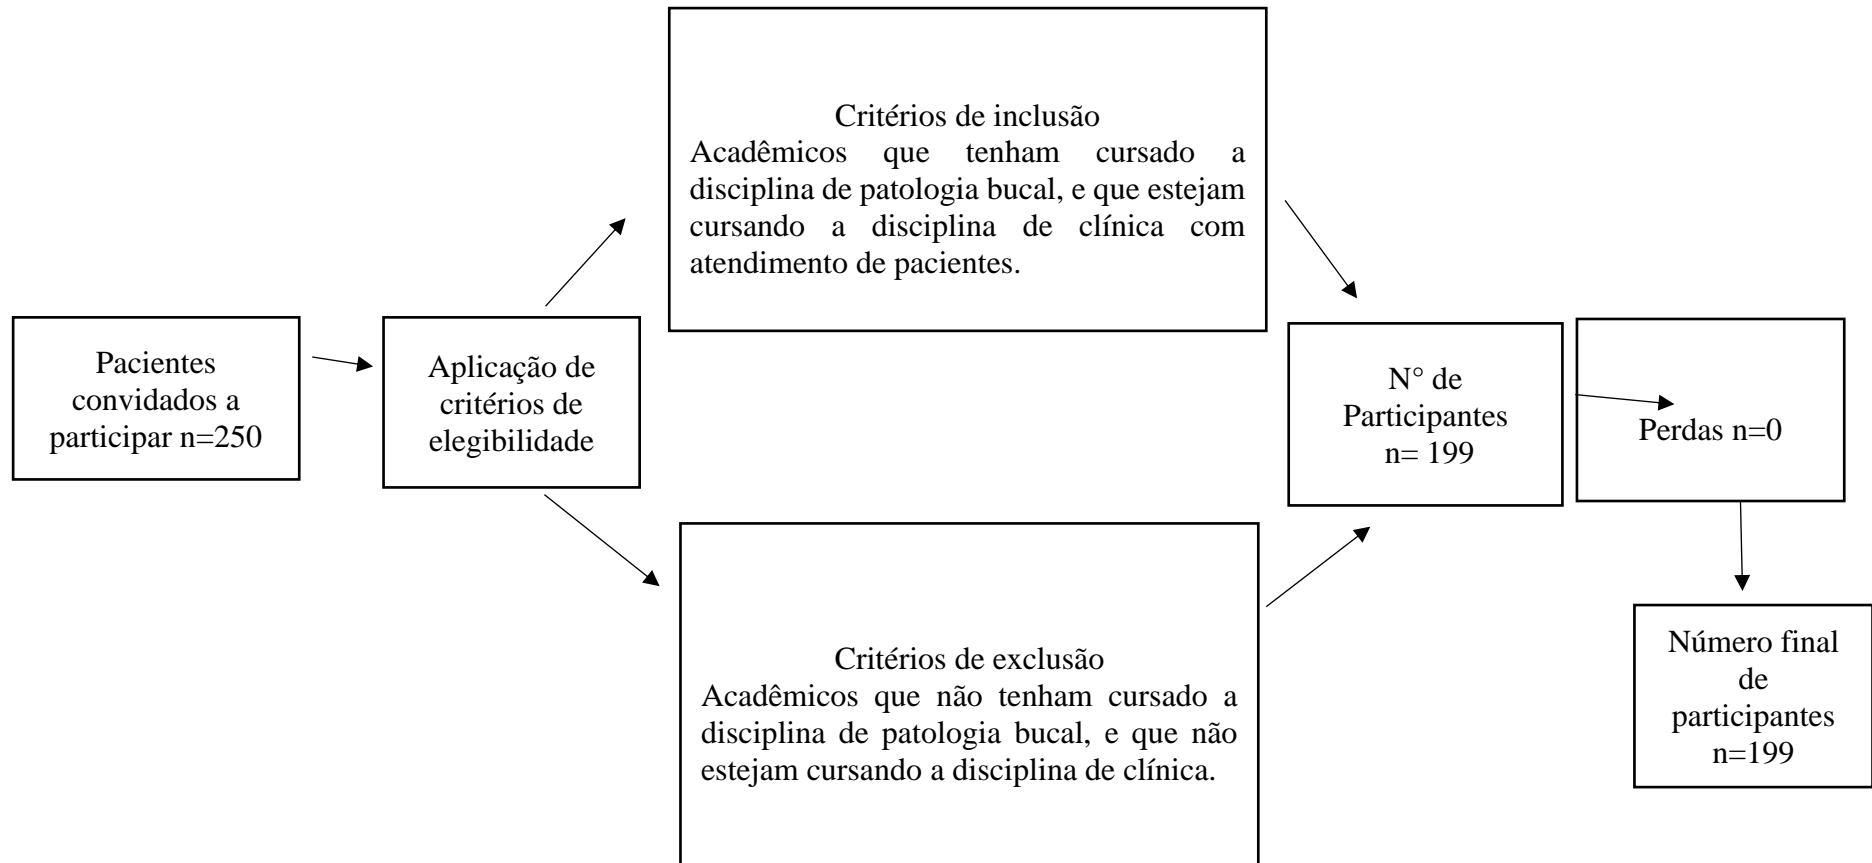 Pacientes
convidados a
participar n=250
Aplicação de
critérios de
elegibilidade
Critérios de inclusão
Acadêmicos que tenham cursado a
disciplina de patologia bucal, e que estejam
cursando a disciplina de clínica com
atendimento de pacientes.
Critérios de exclusão
Acadêmicos que não tenham cursado a
disciplina de patologia bucal, e que não
estejam cursando a disciplina de clínica.
N° de
Participantes
n= 199
Perdas n=0
Número final
de
participantes
n=199